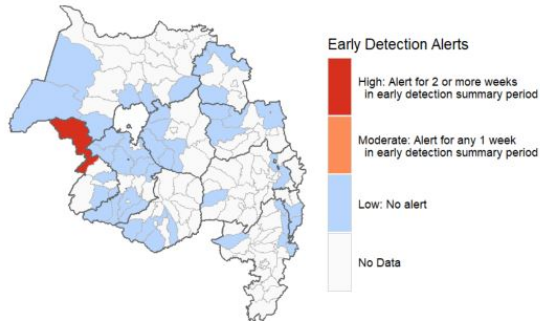 Early Detection Alerts
High: Alert for 2 or more weeks
in early detection summary period
Moderate: Alert for any 1 week
in early detection summary period
Low: No alert
No Data